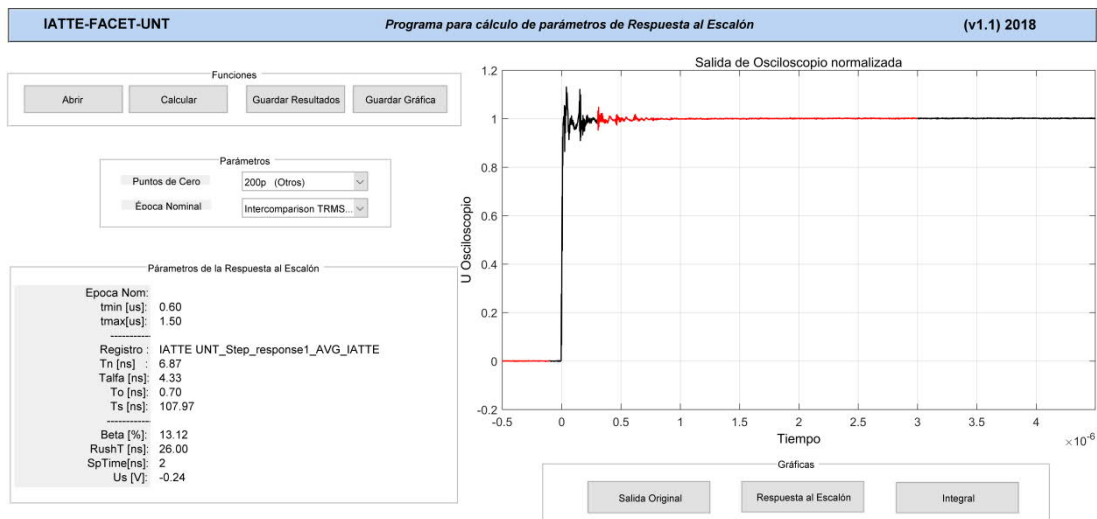 IATTE-FACET-UNT Programa para cálculo de parámetros de Respuesta al Escalón (v1.1) 2018
Funciones
Abrir Calcular Guardar Resultados Guardar Gráfica
Parámetros
Puntos de Cero 200p (Otros)
Época Nominal Intercomparison TRMS...
Párametros de la Respuesta al Escalón
Epoca Nom:
tmin [us]: 0.60
tmax[us]: 1.50
-----------
Registro : IATTE UNT_Step_response1_AVG_IATTE
Tn [ns] : 6.87
Talfa [ns]: 4.33
To [ns]: 0.70
Ts [ns]: 107.97
------------
Beta [%]: 13.12
RushT [ns]: 26.00
SpTime[ns]: 2
Us [V]: -0.24
Salida de Osciloscopio normalizada
U Osciloscopio
1.2
1
0.8
0.6
0.4
0.2
0
-0.2
-0.5 0 0.5 1 1.5 2 2.5 3 3.5 4
Tiempo
×10⁻⁶
Gráficas
Salida Original Respuesta al Escalón Integral